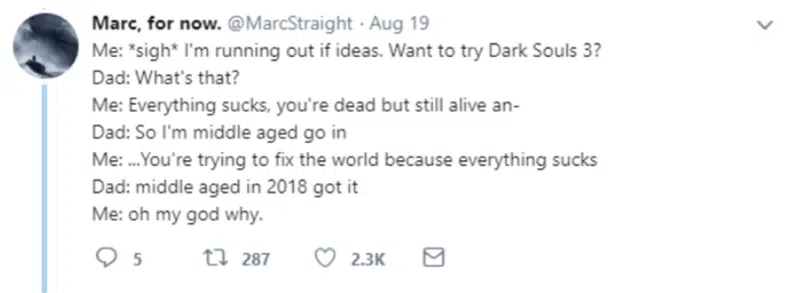 Marc, for now. @MarcStraight · Aug 19
Me: *sigh* I'm running out if ideas. Want to try Dark Souls 3?
Dad: What's that?
Me: Everything sucks, you're dead but still alive an-
Dad: So I'm middle aged go in
Me: ...You're trying to fix the world because everything sucks
Dad: middle aged in 2018 got it
Me: oh my god why.
5 287 2.3K